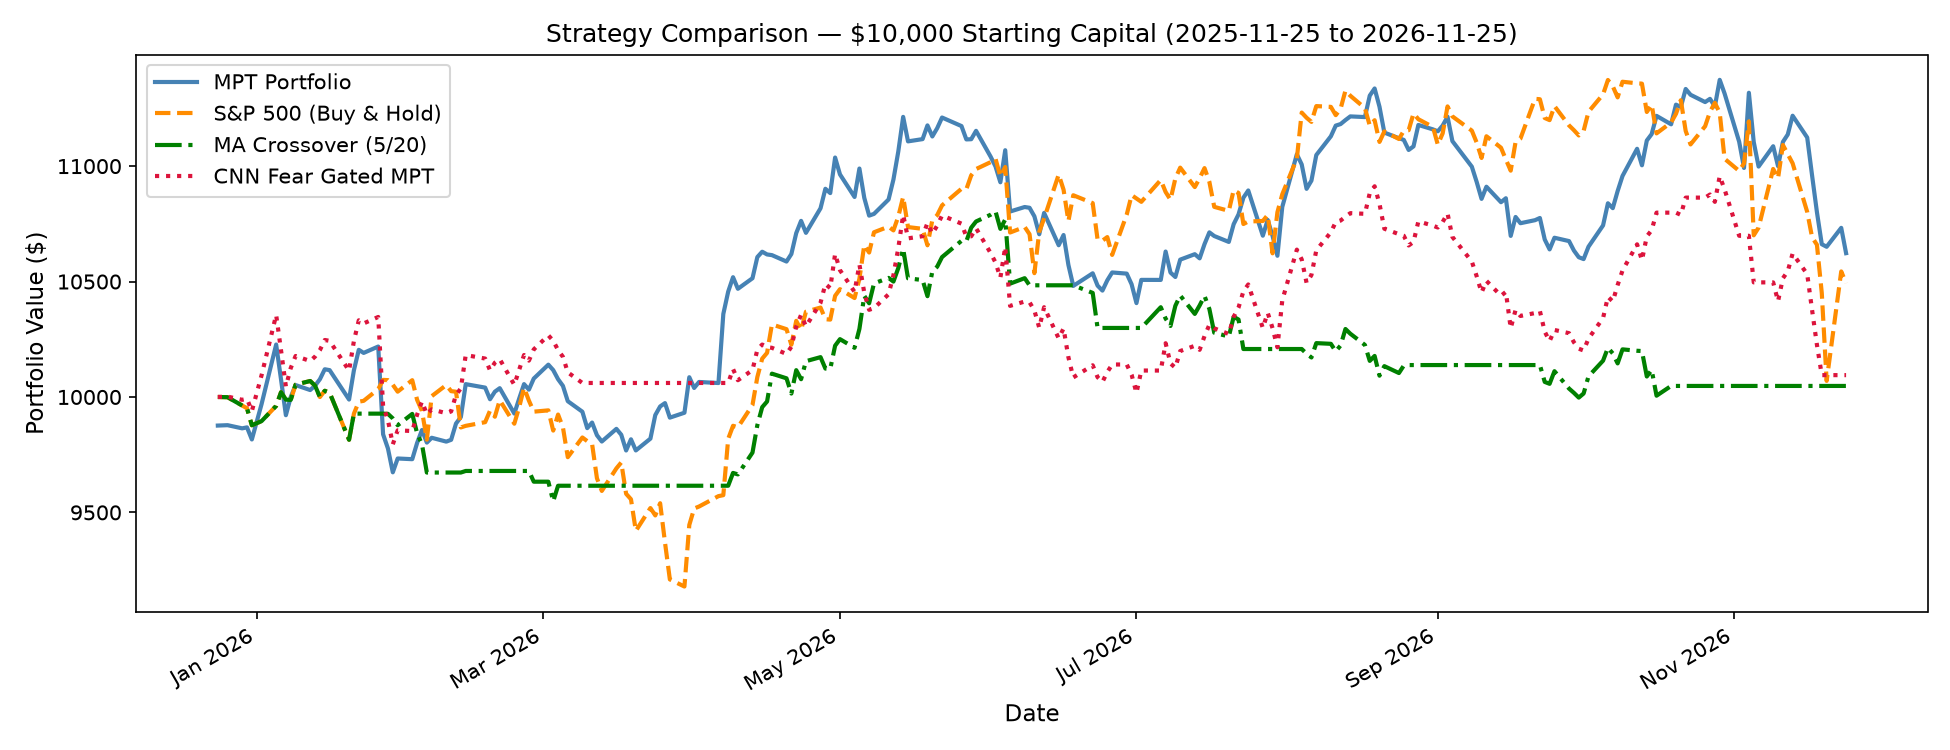 Strategy Comparison — $10,000 Starting Capital (2025-11-25 to 2026-11-25)
MPT Portfolio
S&P 500 (Buy & Hold)
MA Crossover (5/20)
CNN Fear Gated MPT
Portfolio Value ($)
11000
10500
10000
9500
Jan 2026
Mar 2026
May 2026
Jul 2026
Sep 2026
Nov 2026
Date